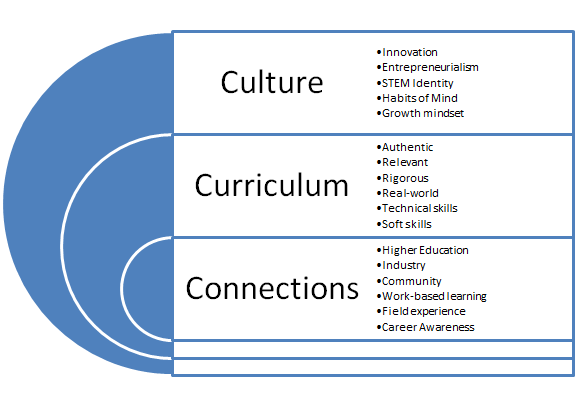 Culture
•Innovation
•Entrepreneurialism
•STEM Identity
•Habits of Mind
•Growth mindset
Curriculum
•Authentic
•Relevant
•Rigorous
•Real-world
•Technical skills
•Soft skills
Connections
•Higher Education
•Industry
•Community
•Work-based learning
•Field experience
•Career Awareness